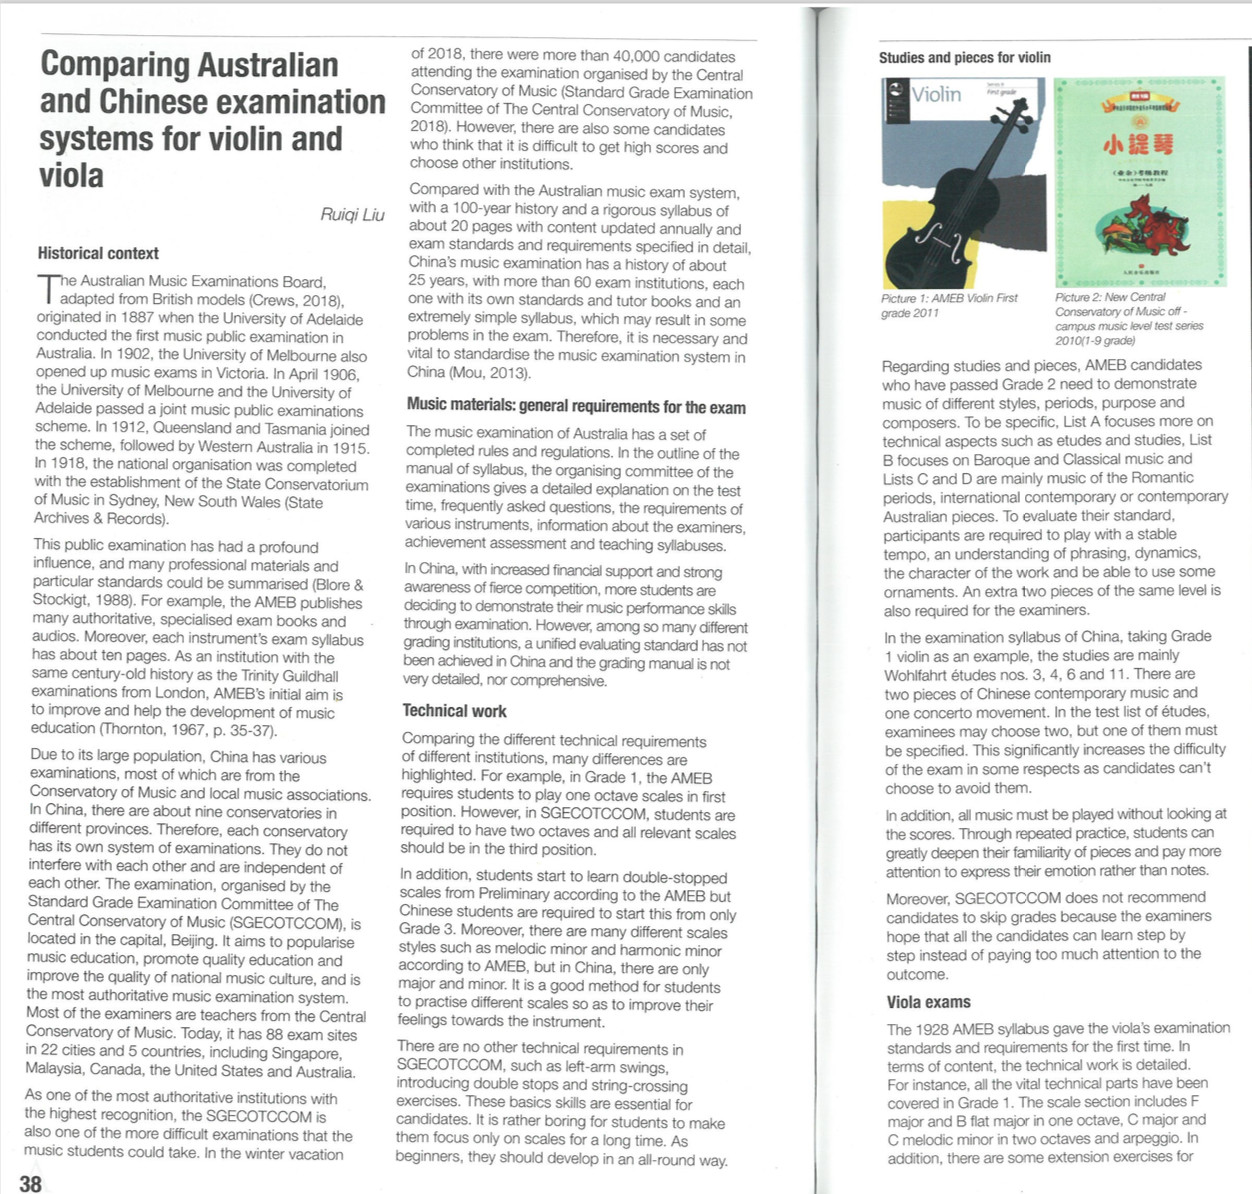 Comparing Australian
and Chinese examination
systems for violin and
viola
Ruiqi Liu
Historical context
The Australian Music Examinations Board,
adapted from British models (Crews, 2018),
originated in 1887 when the University of Adelaide
conducted the first music public examination in
Australia. In 1902, the University of Melbourne also
opened up music exams in Victoria. In April 1906,
the University of Melbourne and the University of
Adelaide passed a joint music public examinations
scheme. In 1912, Queensland and Tasmania joined
the scheme, followed by Western Australia in 1915.
In 1918, the national organisation was completed
with the establishment of the State Conservatorium
of Music in Sydney, New South Wales (State
Archives & Records).
This public examination has had a profound
influence, and many professional materials and
particular standards could be summarised (Blore &
Stockigt, 1988). For example, the AMEB publishes
many authoritative, specialised exam books and
audios. Moreover, each instrument's exam syllabus
has about ten pages. As an institution with the
same century-old history as the Trinity Guildhall
examinations from London, AMEB's initial aim is
to improve and help the development of music
education (Thornton, 1967, p. 35-37).
Due to its large population, China has various
examinations, most of which are from the
Conservatory of Music and local music associations.
In China, there are about nine conservatories in
different provinces. Therefore, each conservatory
has its own system of examinations. They do not
interfere with each other and are independent of
each other. The examination, organised by the
Standard Grade Examination Committee of The
Central Conservatory of Music (SGECOTCCOM), is
located in the capital, Beijing. It aims to popularise
music education, promote quality education and
improve the quality of national music culture, and is
the most authoritative music examination system.
Most of the examiners are teachers from the Central
Conservatory of Music. Today, it has 88 exam sites
in 22 cities and 5 countries, including Singapore,
Malaysia, Canada, the United States and Australia.
As one of the most authoritative institutions with
the highest recognition, the SGECOTCCOM is
also one of the more difficult examinations that the
music students could take. In the winter vacation
38
of 2018, there were more than 40,000 candidates
attending the examination organised by the Central
Conservatory of Music (Standard Grade Examination
Committee of The Central Conservatory of Music,
2018). However, there are also some candidates
who think that it is difficult to get high scores and
choose other institutions.
Compared with the Australian music exam system,
with a 100-year history and a rigorous syllabus of
about 20 pages with content updated annually and
exam standards and requirements specified in detail,
China's music examination has a history of about
25 years, with more than 60 exam institutions, each
one with its own standards and tutor books and an
extremely simple syllabus, which may result in some
problems in the exam. Therefore, it is necessary and
vital to standardise the music examination system in
China (Mou, 2013).
Music materials: general requirements for the exam
The music examination of Australia has a set of
completed rules and regulations. In the outline of the
manual of syllabus, the organising committee of the
examinations gives a detailed explanation on the test
time, frequently asked questions, the requirements of
various instruments, information about the examiners,
achievement assessment and teaching syllabuses.
In China, with increased financial support and strong
awareness of fierce competition, more students are
deciding to demonstrate their music performance skills
through examination. However, among so many different
grading institutions, a unified evaluating standard has not
been achieved in China and the grading manual is not
very detailed, nor comprehensive.
Technical work
Comparing the different technical requirements
of different institutions, many differences are
highlighted. For example, in Grade 1, the AMEB
requires students to play one octave scales in first
position. However, in SGECOTCCOM, students are
required to have two octaves and all relevant scales
should be in the third position.
In addition, students start to learn double-stopped
scales from Preliminary according to the AMEB but
Chinese students are required to start this from only
Grade 3. Moreover, there are many different scales
styles such as melodic minor and harmonic minor
according to AMEB, but in China, there are only
major and minor. It is a good method for students
to practise different scales so as to improve their
feelings towards the instrument.
There are no other technical requirements in
SGECOTCCOM, such as left-arm swings,
introducing double stops and string-crossing
exercises. These basics skills are essential for
candidates. It is rather boring for students to make
them focus only on scales for a long time. As
beginners, they should develop in an all-round way.
Studies and pieces for violin
Violin
Series 8
First grade
小提琴
(业余)考级教程
人民音乐出版社
Picture 1: AMEB Violin First
grade 2011
Picture 2: New Central
Conservatory of Music off -
campus music level test series
2010(1-9 grade)
Regarding studies and pieces, AMEB candidates
who have passed Grade 2 need to demonstrate
music of different styles, periods, purpose and
composers. To be specific, List A focuses more on
technical aspects such as etudes and studies, List
B focuses on Baroque and Classical music and
Lists C and D are mainly music of the Romantic
periods, international contemporary or contemporary
Australian pieces. To evaluate their standard,
participants are required to play with a stable
tempo, an understanding of phrasing, dynamics,
the character of the work and be able to use some
ornaments. An extra two pieces of the same level is
also required for the examiners.
In the examination syllabus of China, taking Grade
1 violin as an example, the studies are mainly
Wohlfahrt études nos. 3, 4, 6 and 11. There are
two pieces of Chinese contemporary music and
one concerto movement. In the test list of études,
examinees may choose two, but one of them must
be specified. This significantly increases the difficulty
of the exam in some respects as candidates can't
choose to avoid them.
In addition, all music must be played without looking at
the scores. Through repeated practice, students can
greatly deepen their familiarity of pieces and pay more
attention to express their emotion rather than notes.
Moreover, SGECOTCCOM does not recommend
candidates to skip grades because the examiners
hope that all the candidates can learn step by
step instead of paying too much attention to the
outcome.
Viola exams
The 1928 AMEB syllabus gave the viola's examination
standards and requirements for the first time. In
terms of content, the technical work is detailed.
For instance, all the vital technical parts have been
covered in Grade 1. The scale section includes F
major and B flat major in one octave, C major and
C melodic minor in two octaves and arpeggio. In
addition, there are some extension exercises for